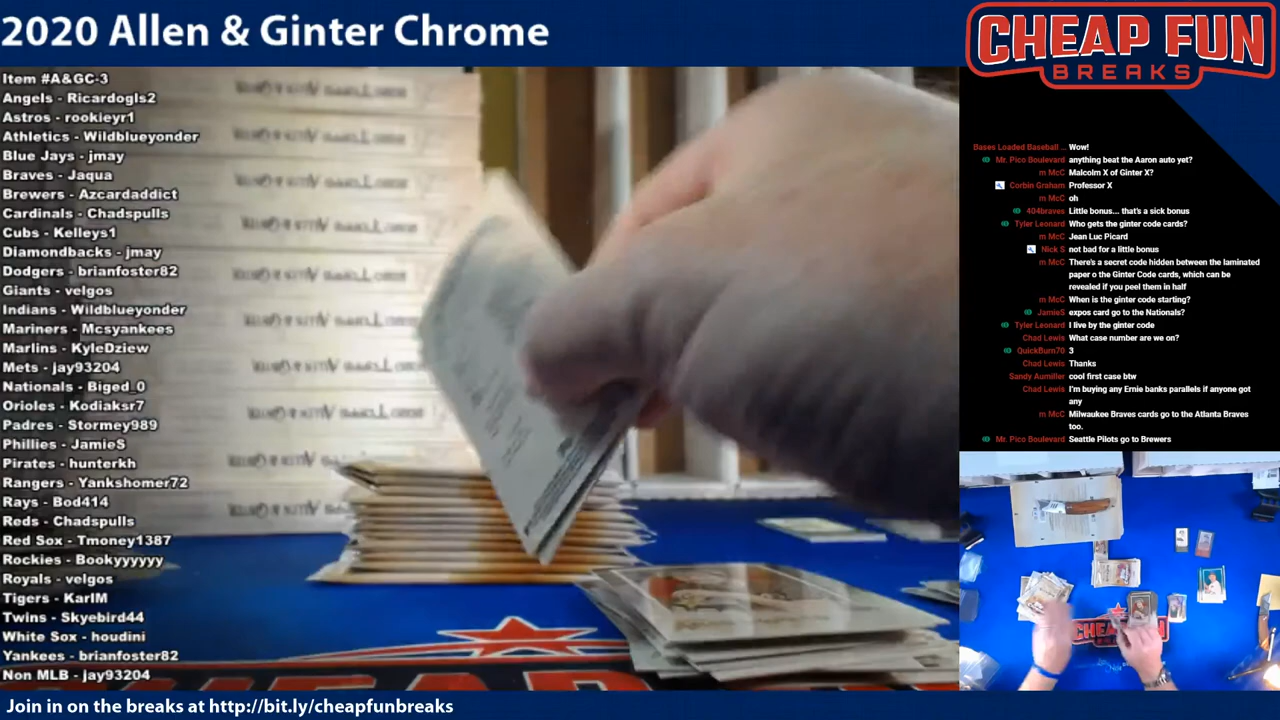 2020 Allen & Ginter Chrome
Item #A&GC-3
Angels - Ricardogls2
Astros - rookieyr1
Athletics - Wildblueyonder
Blue Jays - jmay
Braves - Jaqua
Brewers - Azcardaddict
Cardinals - Chadspulls
Cubs - Kelleys1
Diamondbacks - jmay
Dodgers - brianfoster82
Giants - velgos
Indians - Wildblueyonder
Mariners - Mcsyankees
Marlins - KyleDziew
Mets - jay93204
Nationals - Biged_0
Orioles - Kodiaksr7
Padres - Stormey989
Phillies - JamieS
Pirates - hunterkh
Rangers - Yankshomer72
Rays - Bod414
Reds - Chadspulls
Red Sox - Tmoney1387
Rockies - Bookyyyyyy
Royals - velgos
Tigers - KarlM
Twins - Skyebird44
White Sox - houdini
Yankees - brianfoster82
Non MLB - jay93204
Join in on the breaks at http://bit.ly/cheapfunbreaks
CHEAP FUN
BREAKS
Bases Loaded Baseball ... Wow!
Mr. Pico Boulevard anything beat the Aaron auto yet?
m McC Malcolm X of Ginter X?
Corbin Graham Professor X
m McC oh
404braves Little bonus... that's a sick bonus
Tyler Leonard Who gets the ginter code cards?
m McC Jean Luc Picard
Nick S not bad for a little bonus
m McC There's a secret code hidden between the laminated
paper o the Ginter Code cards, which can be
revealed if you peel them in half
m McC When is the ginter code starting?
JamieS expos card go to the Nationals?
Tyler Leonard I live by the ginter code
Chad Lewis What case number are we on?
QuickBurn70 3
Chad Lewis Thanks
Sandy Aumiller cool first case btw
Chad Lewis I'm buying any Ernie banks parallels if anyone got
any
m McC Milwaukee Braves cards go to the Atlanta Braves
too.
Mr. Pico Boulevard Seattle Pilots go to Brewers